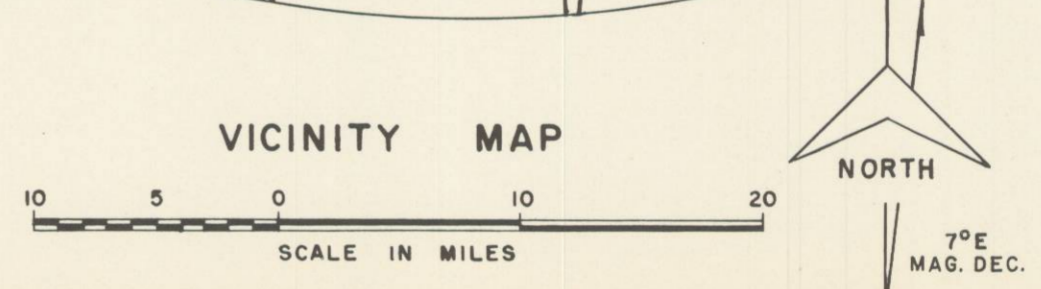 VICINITY MAP
NORTH
10 5 0 10 20
SCALE IN MILES
7°E
MAG. DEC.